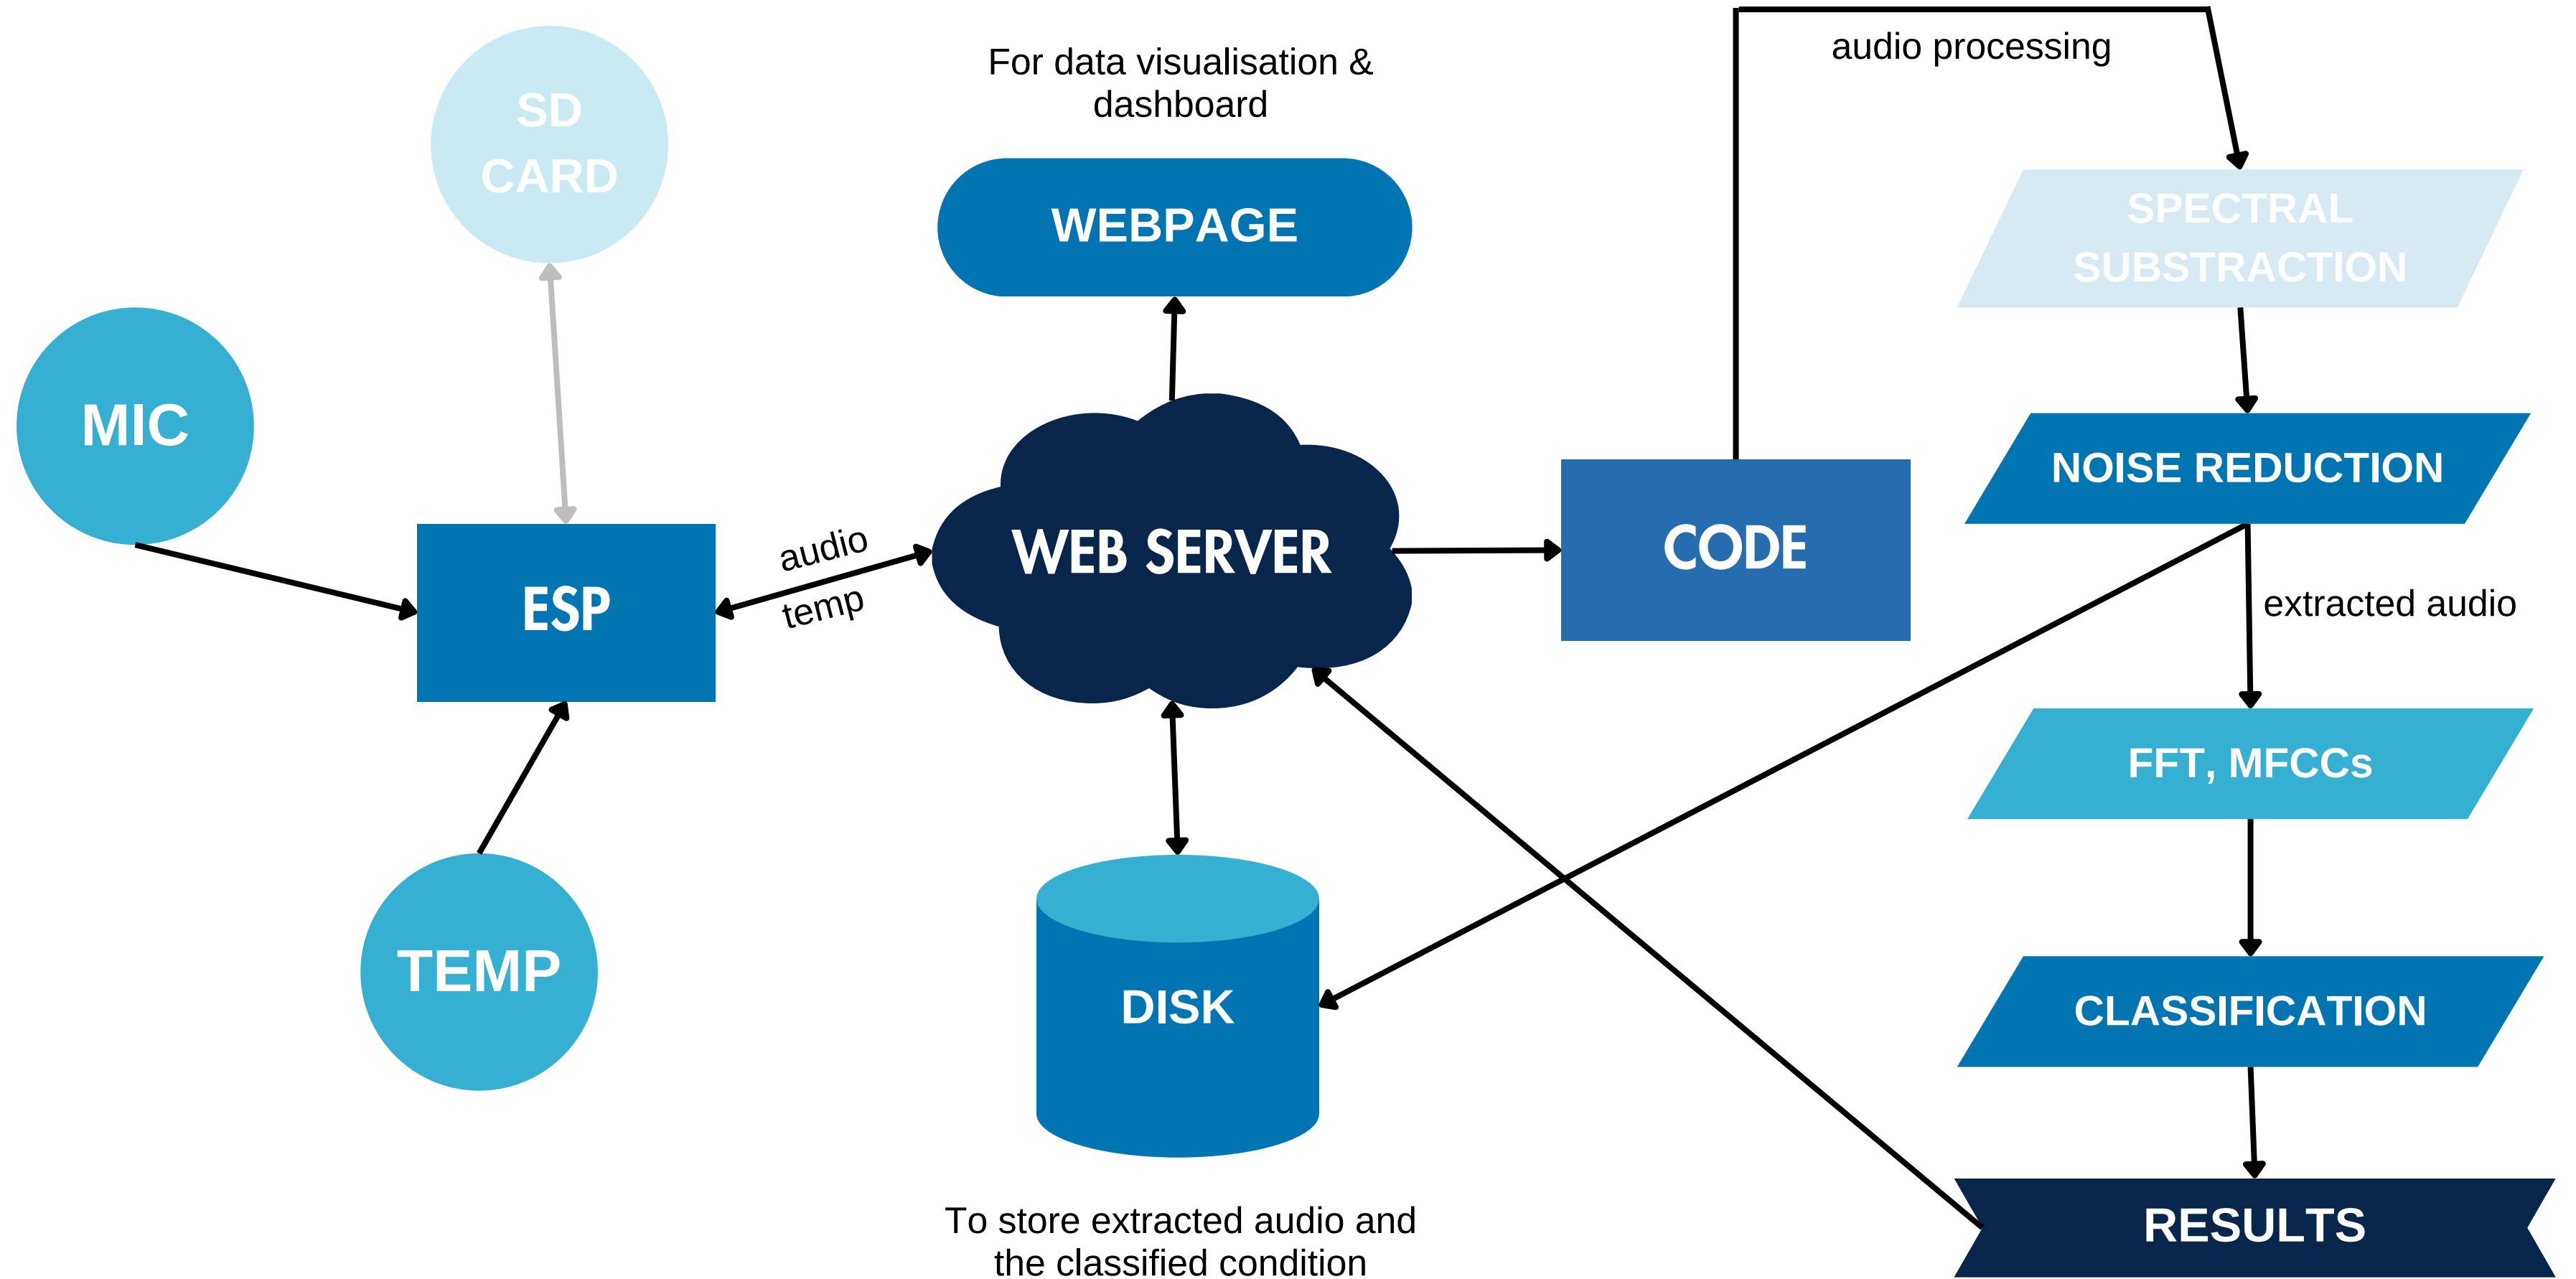 SD
CARD
MIC
ESP
TEMP
audio
temp
For data visualisation &
dashboard
WEBPAGE
WEB SERVER
DISK
To store extracted audio and
the classified condition
CODE
audio processing
SPECTRAL
SUBSTRACTION
NOISE REDUCTION
extracted audio
FFT, MFCCs
CLASSIFICATION
RESULTS